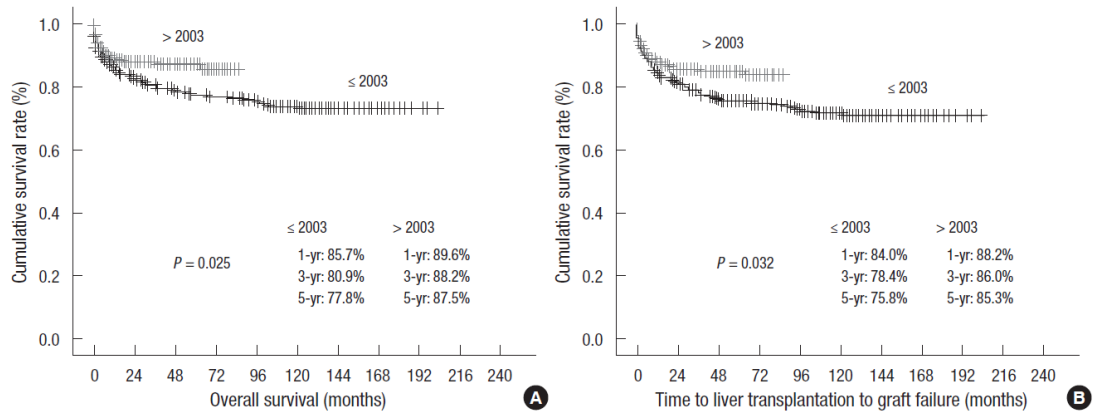 Cumulative survival rate (%)
1.0
0.8
0.6
0.4
0.2
0.0
> 2003
≤ 2003
≤ 2003 > 2003
P = 0.025
1-yr: 85.7% 1-yr: 89.6%
3-yr: 80.9% 3-yr: 88.2%
5-yr: 77.8% 5-yr: 87.5%
0 24 48 72 96 120 144 168 192 216 240
Overall survival (months)
A
Cumulative survival rate (%)
1.0
0.8
0.6
0.4
0.2
0.0
> 2003
≤ 2003
≤ 2003 > 2003
P = 0.032
1-yr: 84.0% 1-yr: 88.2%
3-yr: 78.4% 3-yr: 86.0%
5-yr: 75.8% 5-yr: 85.3%
0 24 48 72 96 120 144 168 192 216 240
Time to liver transplantation to graft failure (months)
B